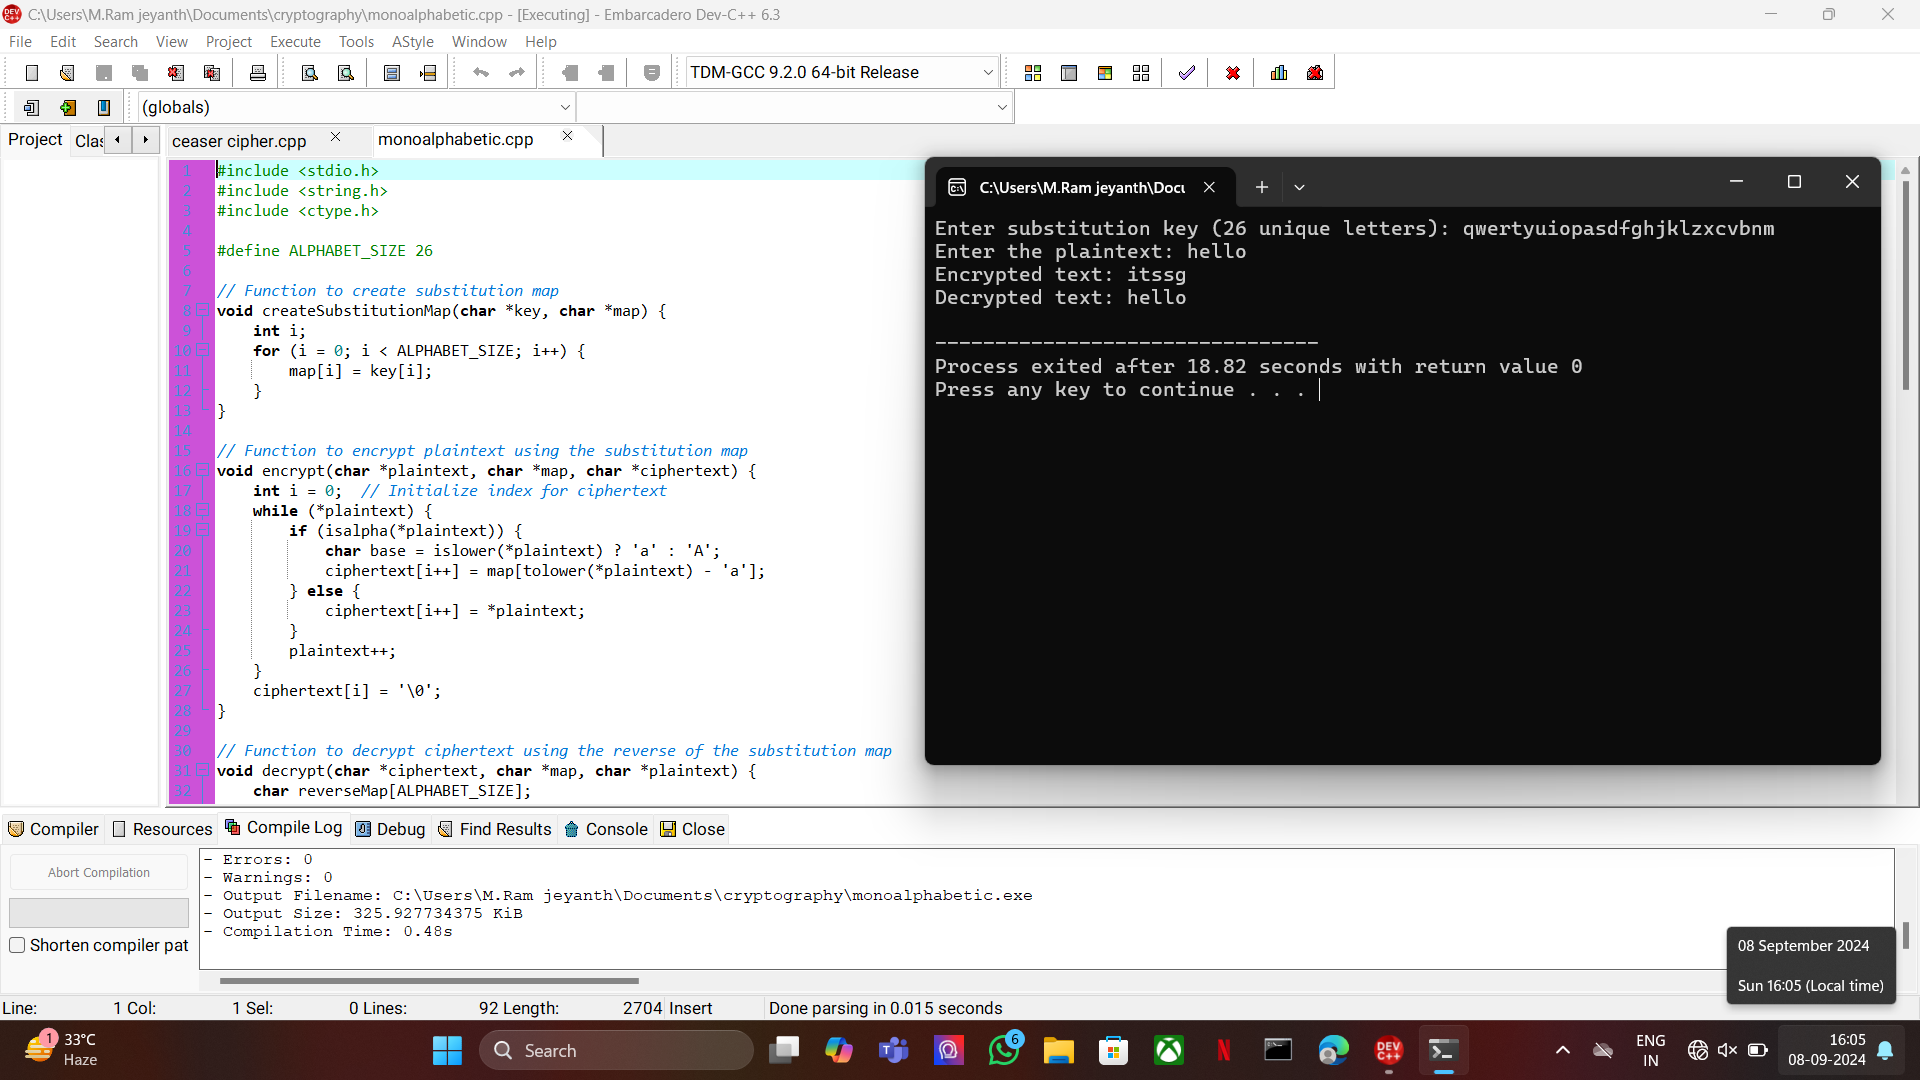 C:\Users\M.Ram jeyanth\Documents\cryptography\monoalphabetic.cpp - [Executing] - Embarcadero Dev-C++ 6.3
File Edit Search View Project Execute Tools AStyle Window Help
TDM-GCC 9.2.0 64-bit Release
(globals)
Project Clas
ceaser cipher.cpp monoalphabetic.cpp
1 #include <stdio.h>
2 #include <string.h>
3 #include <ctype.h>
4
5 #define ALPHABET_SIZE 26
6
7 // Function to create substitution map
8 void createSubstitutionMap(char *key, char *map) {
9 int i;
10 for (i = 0; i < ALPHABET_SIZE; i++) {
11 map[i] = key[i];
12 }
13 }
14
15 // Function to encrypt plaintext using the substitution map
16 void encrypt(char *plaintext, char *map, char *ciphertext) {
17 int i = 0; // Initialize index for ciphertext
18 while (*plaintext) {
19 if (isalpha(*plaintext)) {
20 char base = islower(*plaintext) ? 'a' : 'A';
21 ciphertext[i++] = map[tolower(*plaintext) - 'a'];
22 } else {
23 ciphertext[i++] = *plaintext;
24 }
25 plaintext++;
26 }
27 ciphertext[i] = '\0';
28 }
29
30 // Function to decrypt ciphertext using the reverse of the substitution map
31 void decrypt(char *ciphertext, char *map, char *plaintext) {
32 char reverseMap[ALPHABET_SIZE];
C:\Users\M.Ram jeyanth\Docu
Enter substitution key (26 unique letters): qwertyuiopasdfghjklzxcvbnm
Enter the plaintext: hello
Encrypted text: itssg
Decrypted text: hello
--------------------------------
Process exited after 18.82 seconds with return value 0
Press any key to continue . . .
Compiler Resources Compile Log Debug Find Results Console Close
Abort Compilation
Shorten compiler pat
- Errors: 0
- Warnings: 0
- Output Filename: C:\Users\M.Ram jeyanth\Documents\cryptography\monoalphabetic.exe
- Output Size: 325.927734375 KiB
- Compilation Time: 0.48s
08 September 2024
Sun 16:05 (Local time)
Line: 1 Col: 1 Sel: 0 Lines: 92 Length: 2704 Insert Done parsing in 0.015 seconds
1
33°C
Haze
Search
6
DEV C++
ENG
IN
16:05
08-09-2024